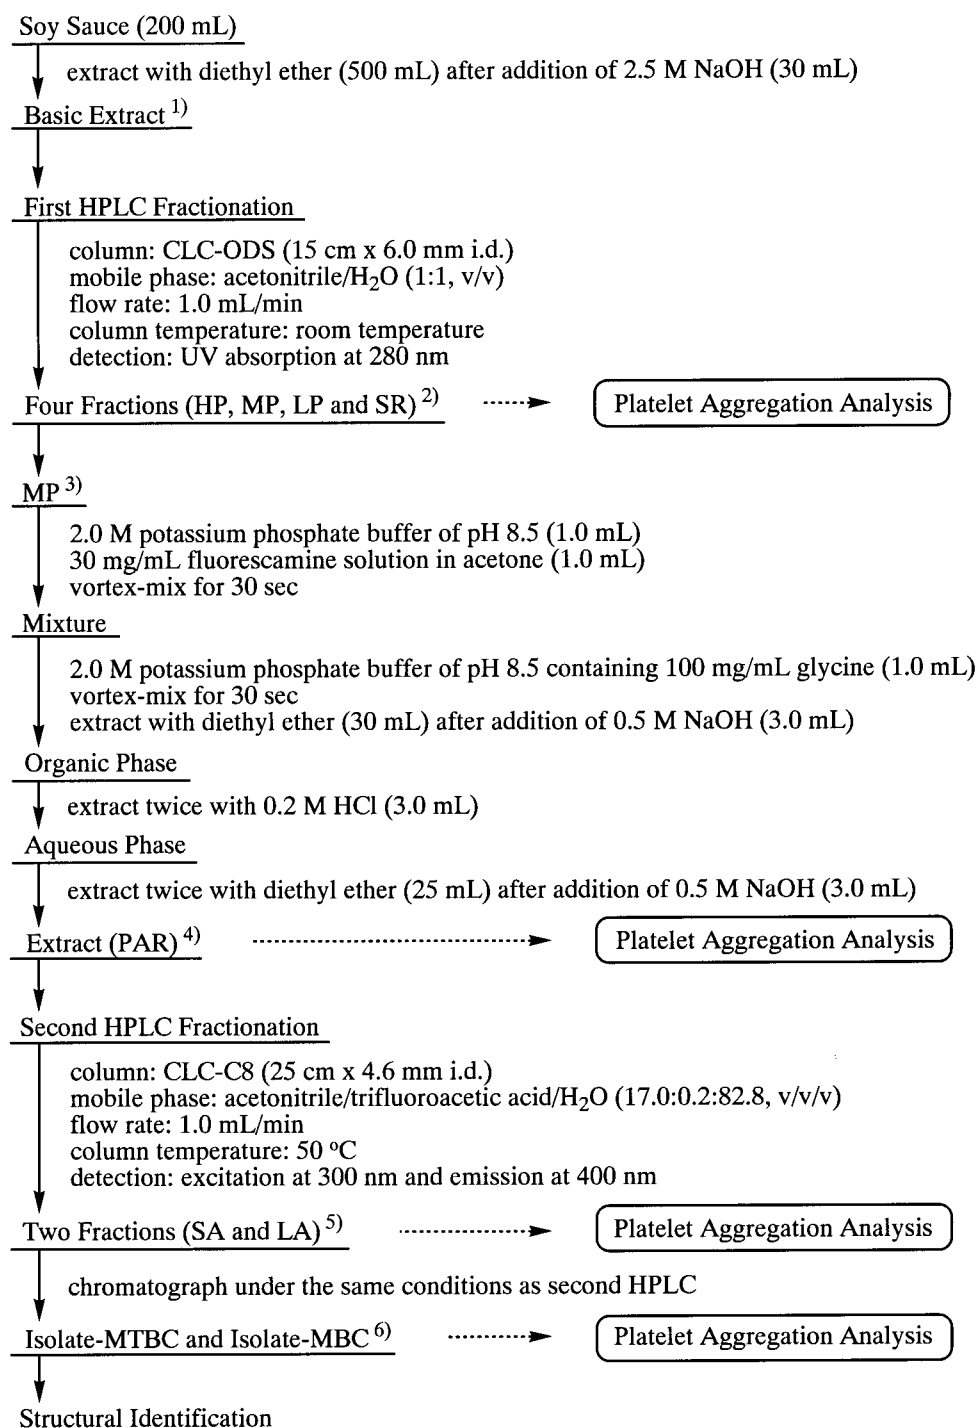 Soy Sauce (200 mL)
extract with diethyl ether (500 mL) after addition of 2.5 M NaOH (30 mL)
Basic Extract 1)
First HPLC Fractionation
column: CLC-ODS (15 cm x 6.0 mm i.d.)
mobile phase: acetonitrile/H2O (1:1, v/v)
flow rate: 1.0 mL/min
column temperature: room temperature
detection: UV absorption at 280 nm
Four Fractions (HP, MP, LP and SR) 2)
Platelet Aggregation Analysis
MP 3)
2.0 M potassium phosphate buffer of pH 8.5 (1.0 mL)
30 mg/mL fluorescamine solution in acetone (1.0 mL)
vortex-mix for 30 sec
Mixture
2.0 M potassium phosphate buffer of pH 8.5 containing 100 mg/mL glycine (1.0 mL)
vortex-mix for 30 sec
extract with diethyl ether (30 mL) after addition of 0.5 M NaOH (3.0 mL)
Organic Phase
extract twice with 0.2 M HCl (3.0 mL)
Aqueous Phase
extract twice with diethyl ether (25 mL) after addition of 0.5 M NaOH (3.0 mL)
Extract (PAR) 4)
Platelet Aggregation Analysis
Second HPLC Fractionation
column: CLC-C8 (25 cm x 4.6 mm i.d.)
mobile phase: acetonitrile/trifluoroacetic acid/H2O (17.0:0.2:82.8, v/v/v)
flow rate: 1.0 mL/min
column temperature: 50 °C
detection: excitation at 300 nm and emission at 400 nm
Two Fractions (SA and LA) 5)
Platelet Aggregation Analysis
chromatograph under the same conditions as second HPLC
Isolate-MTBC and Isolate-MBC 6)
Platelet Aggregation Analysis
Structural Identification